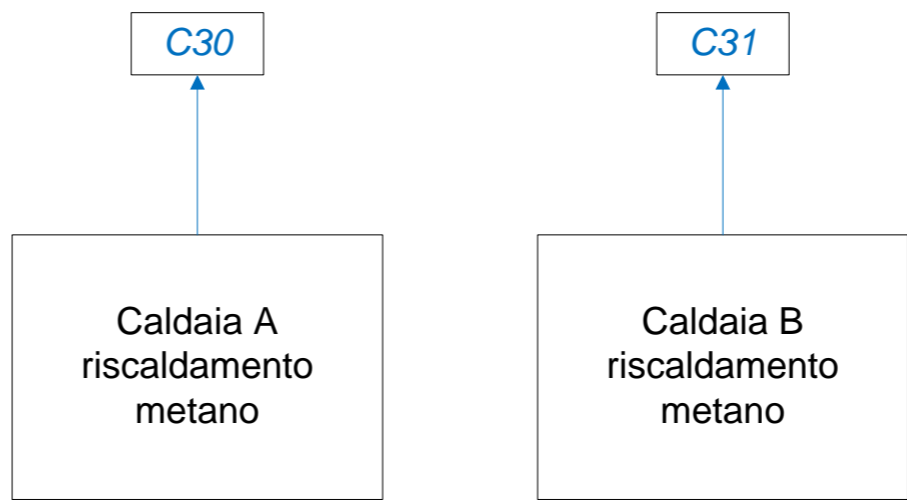 C30
C31
Caldaia A
riscaldamento
metano
Caldaia B
riscaldamento
metano